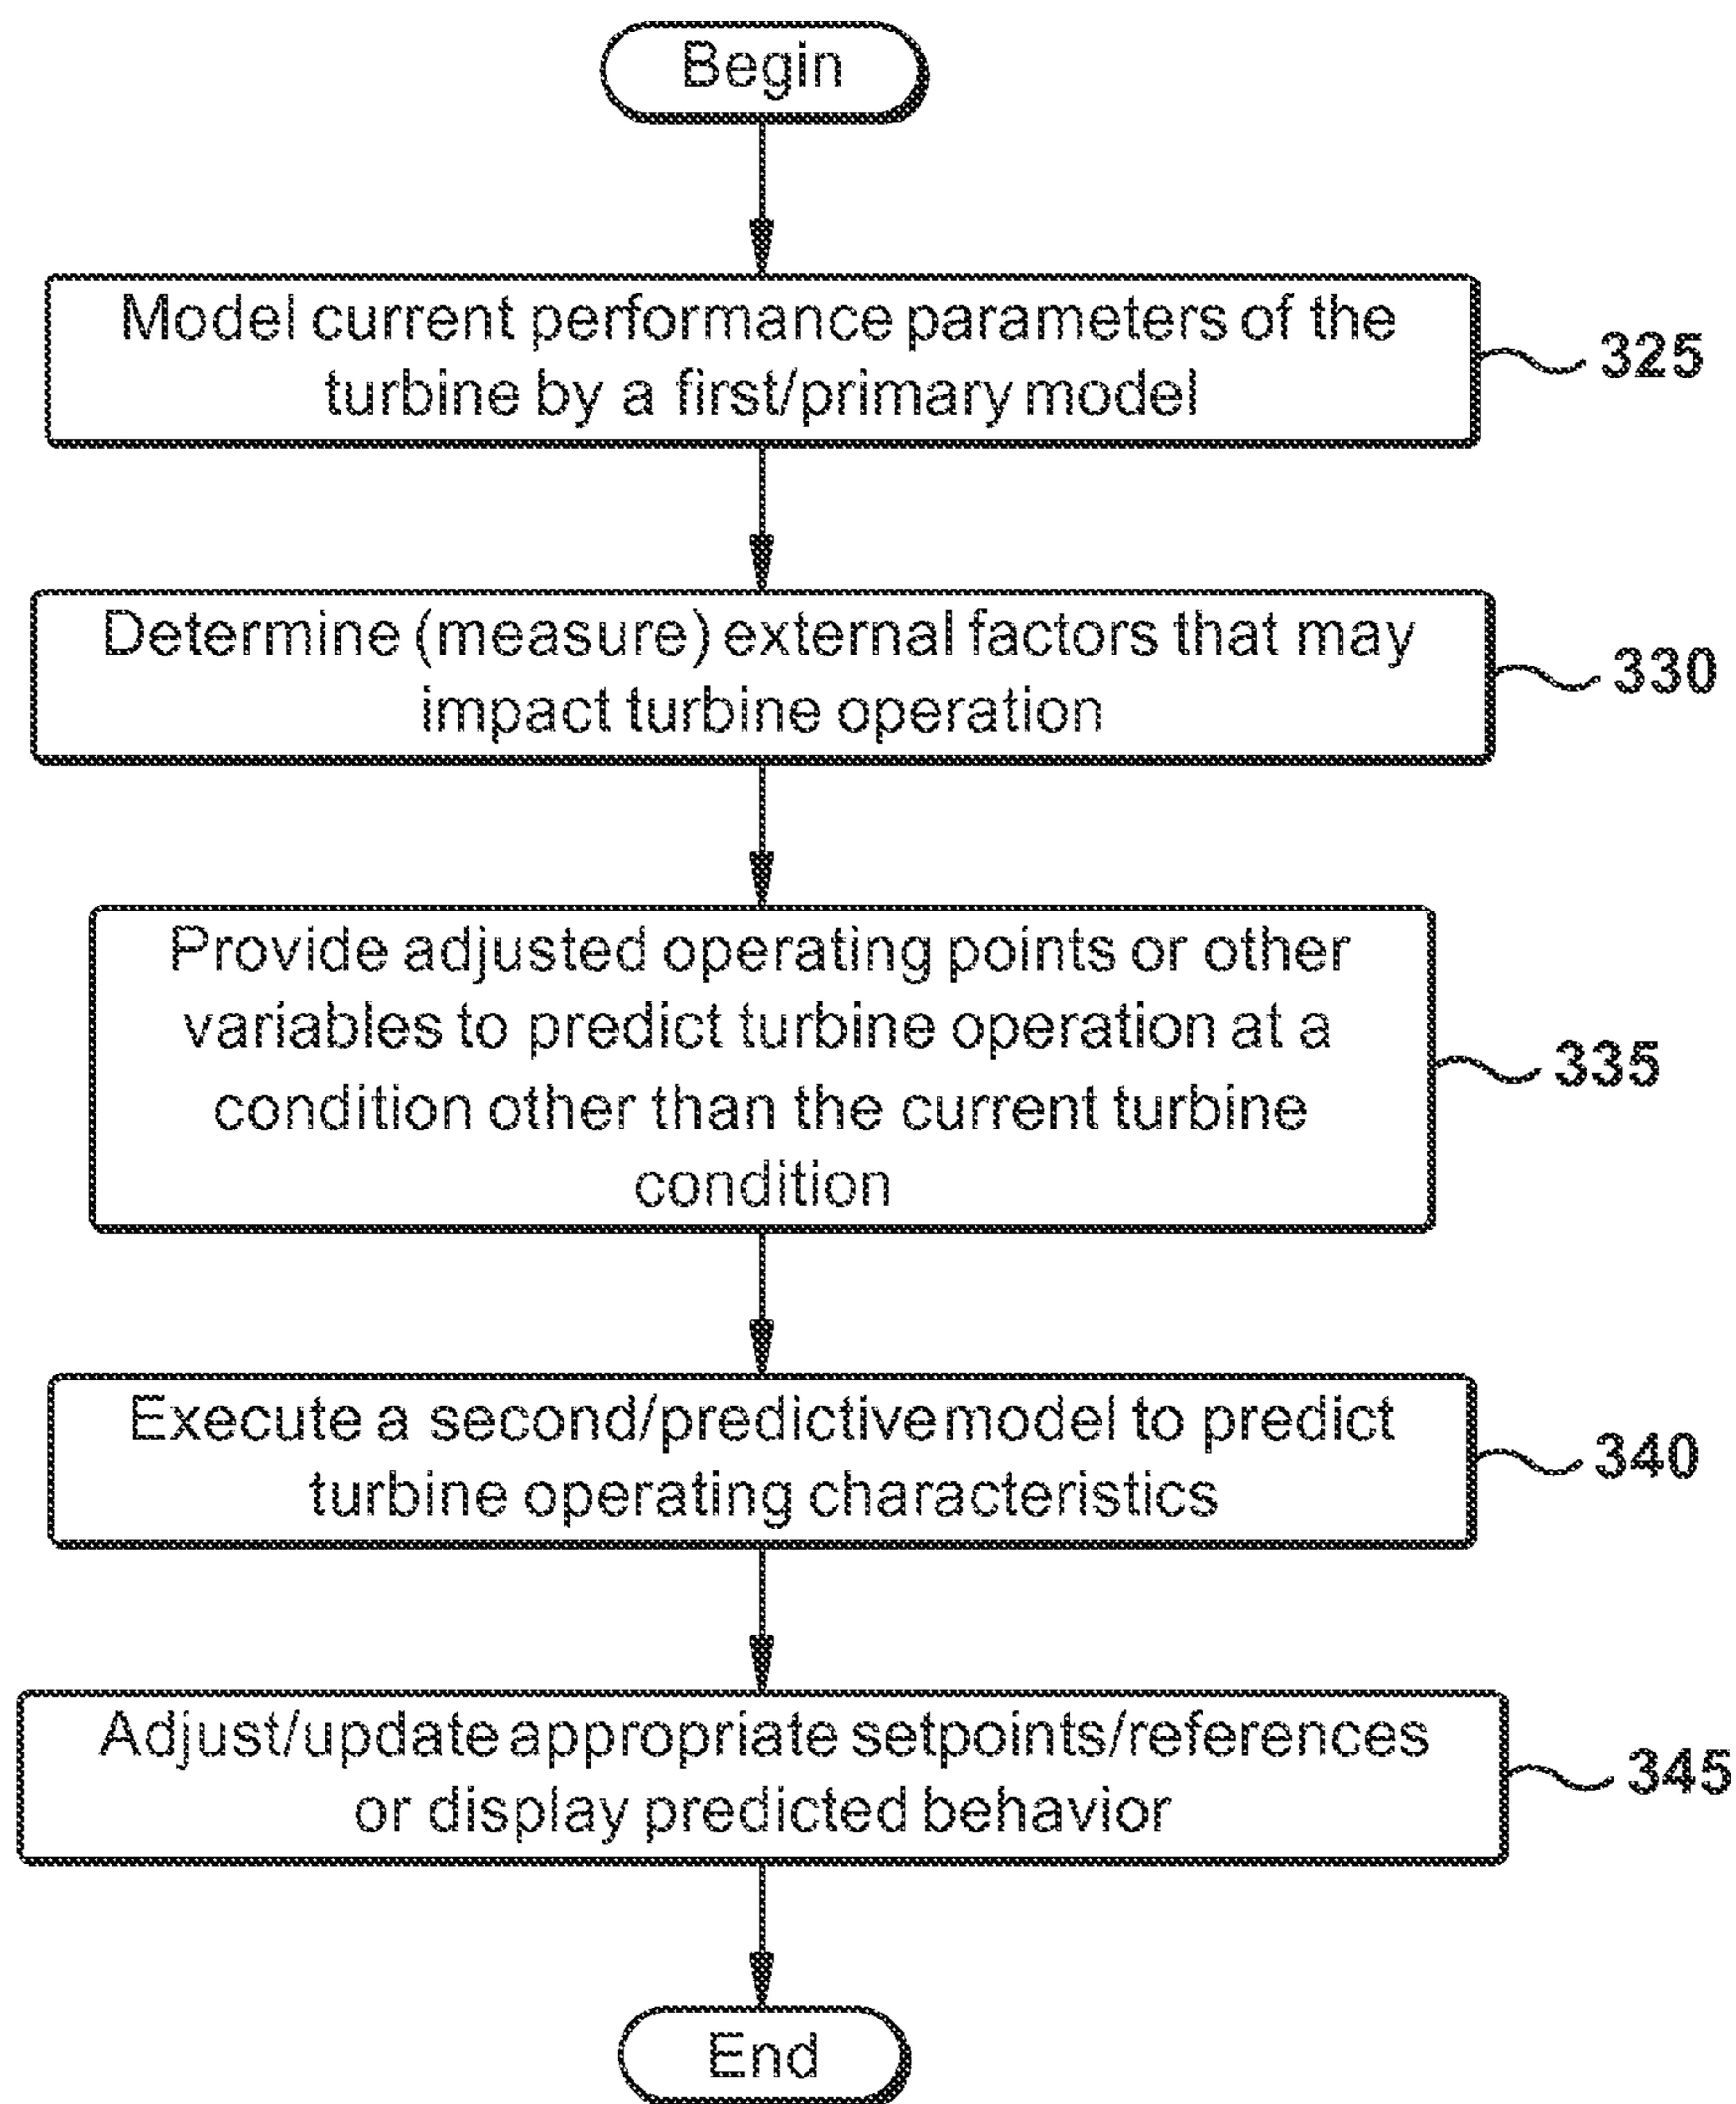 Begin
Model current performance parameters of the
turbine by a first/primary model
325
Determine (measure) external factors that may
impact turbine operation
330
Provide adjusted operating points or other
variables to predict turbine operation at a
condition other than the current turbine
condition
335
Execute a second/predictive model to predict
turbine operating characteristics
340
Adjust/update appropriate setpoints/references
or display predicted behavior
345
End